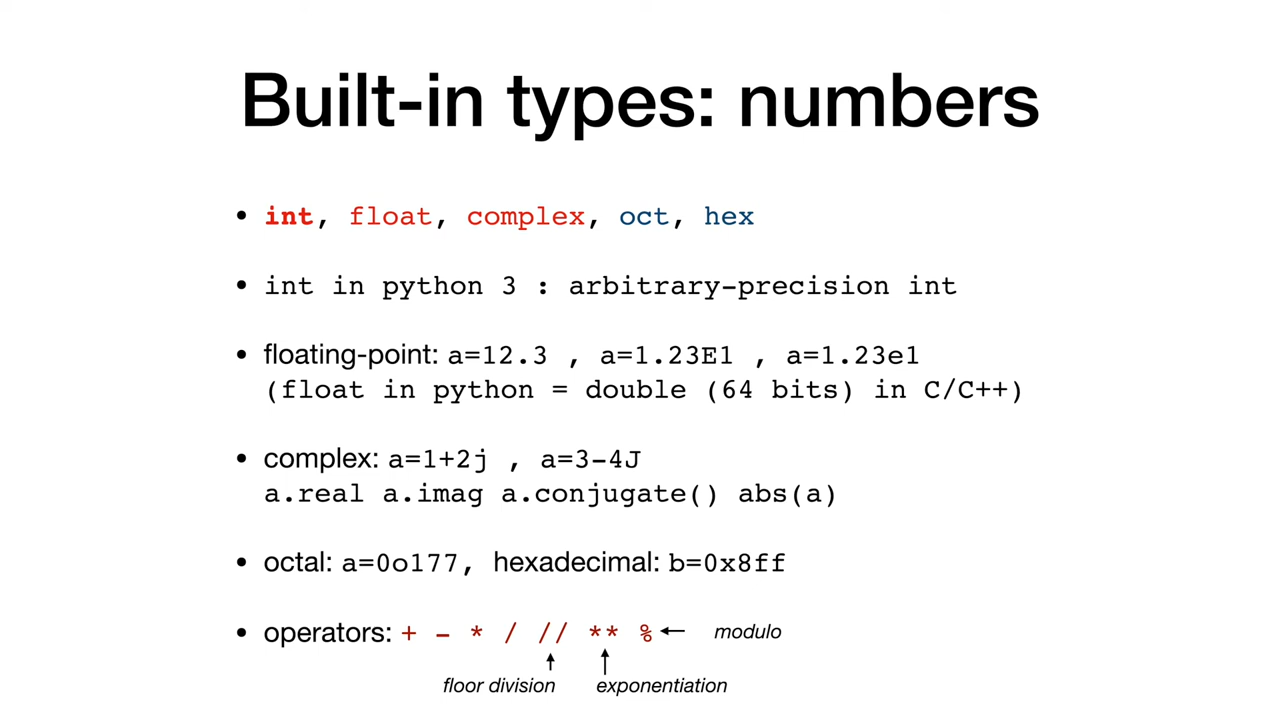 Built-in types: numbers
• int, float, complex, oct, hex
• int in python 3 : arbitrary-precision int
• floating-point: a=12.3 , a=1.23E1 , a=1.23e1
(float in python = double (64 bits) in C/C++)
• complex: a=1+2j , a=3-4J
a.real a.imag a.conjugate() abs(a)
• octal: a=0o177, hexadecimal: b=0x8ff
• operators: + - * / // ** % ← modulo
floor division exponentiation